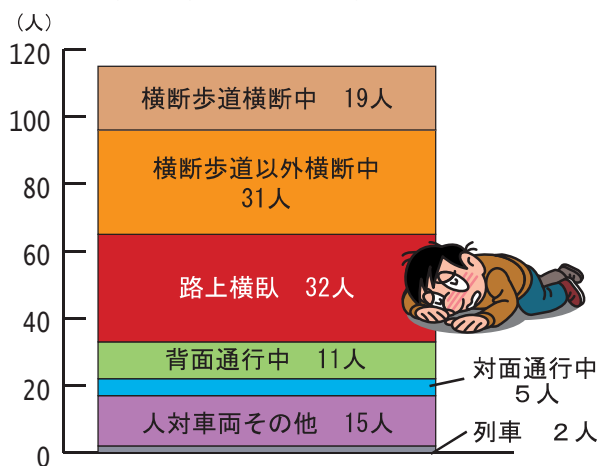 （人）
120
100
80
60
40
20
0
横断歩道横断中　19人
横断歩道以外横断中
31人
路上横臥　32人
背面通行中　11人
対面通行中
５人
人対車両その他　15人
列車　２人